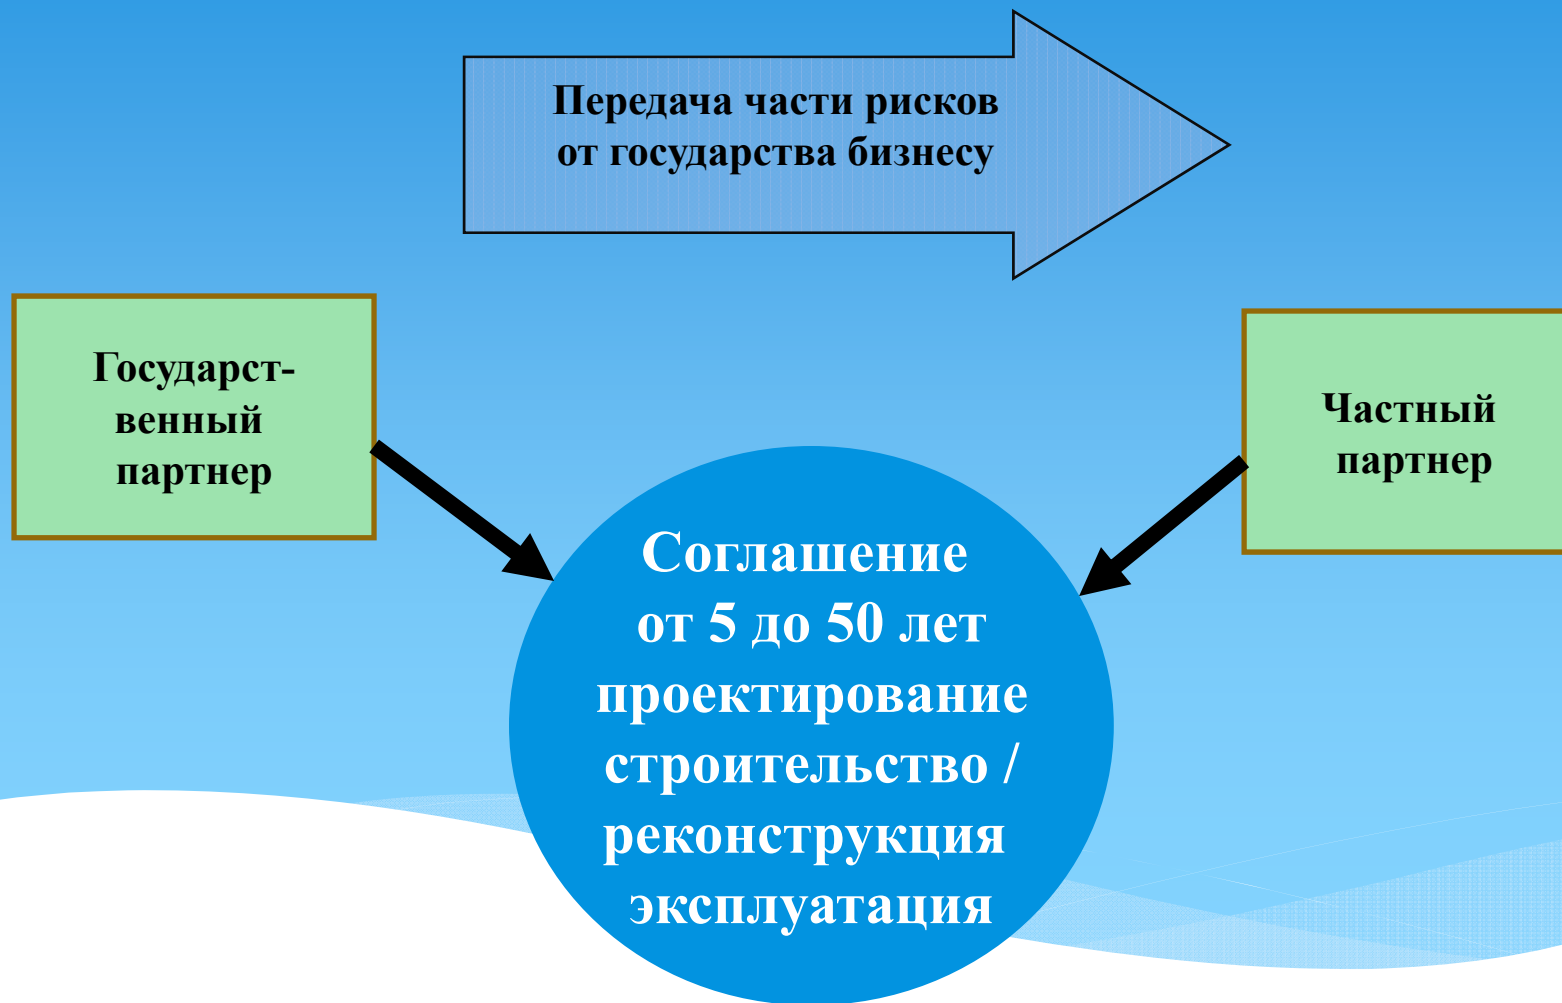 Передача части рисков
от государства бизнесу
Государст-
венный
партнер
Частный
партнер
Соглашение
от 5 до 50 лет
проектирование
строительство /
реконструкция
эксплуатация